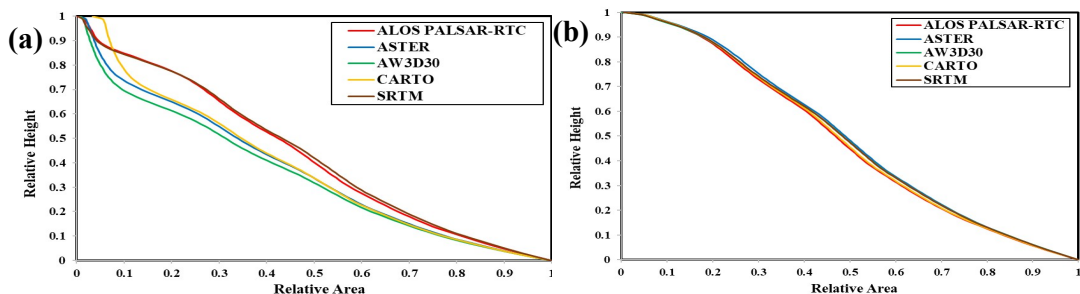 (a)
1
0.9
0.8
0.7
0.6
0.5
0.4
0.3
0.2
0.1
0
Relative Height
ALOS PALSAR-RTC
ASTER
AW3D30
CARTO
SRTM
0 0.1 0.2 0.3 0.4 0.5 0.6 0.7 0.8 0.9 1
Relative Area
(b)
1
0.9
0.8
0.7
0.6
0.5
0.4
0.3
0.2
0.1
0
Relative Height
ALOS PALSAR-RTC
ASTER
AW3D30
CARTO
SRTM
0 0.1 0.2 0.3 0.4 0.5 0.6 0.7 0.8 0.9 1
Relative Area